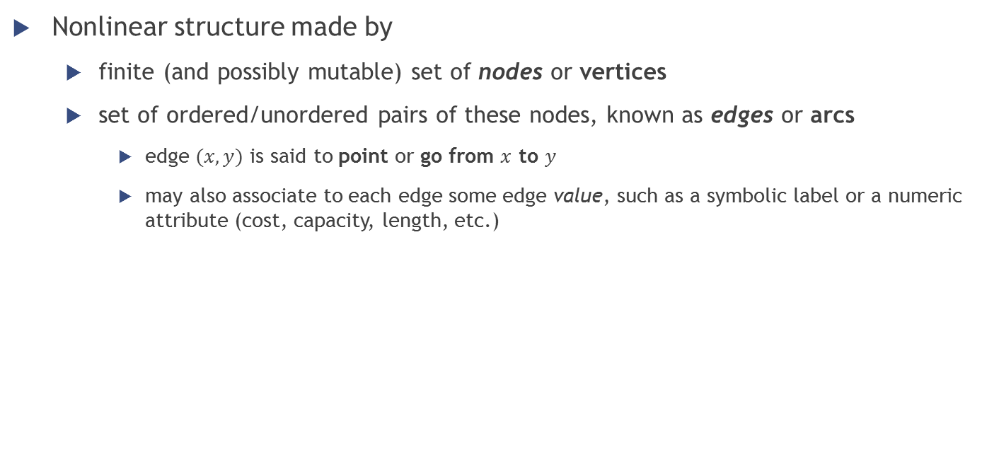 Nonlinear structure made by
finite (and possibly mutable) set of nodes or vertices
set of ordered/unordered pairs of these nodes, known as edges or arcs
edge (x, y) is said to point or go from x to y
may also associate to each edge some edge value, such as a symbolic label or a numeric
attribute (cost, capacity, length, etc.)